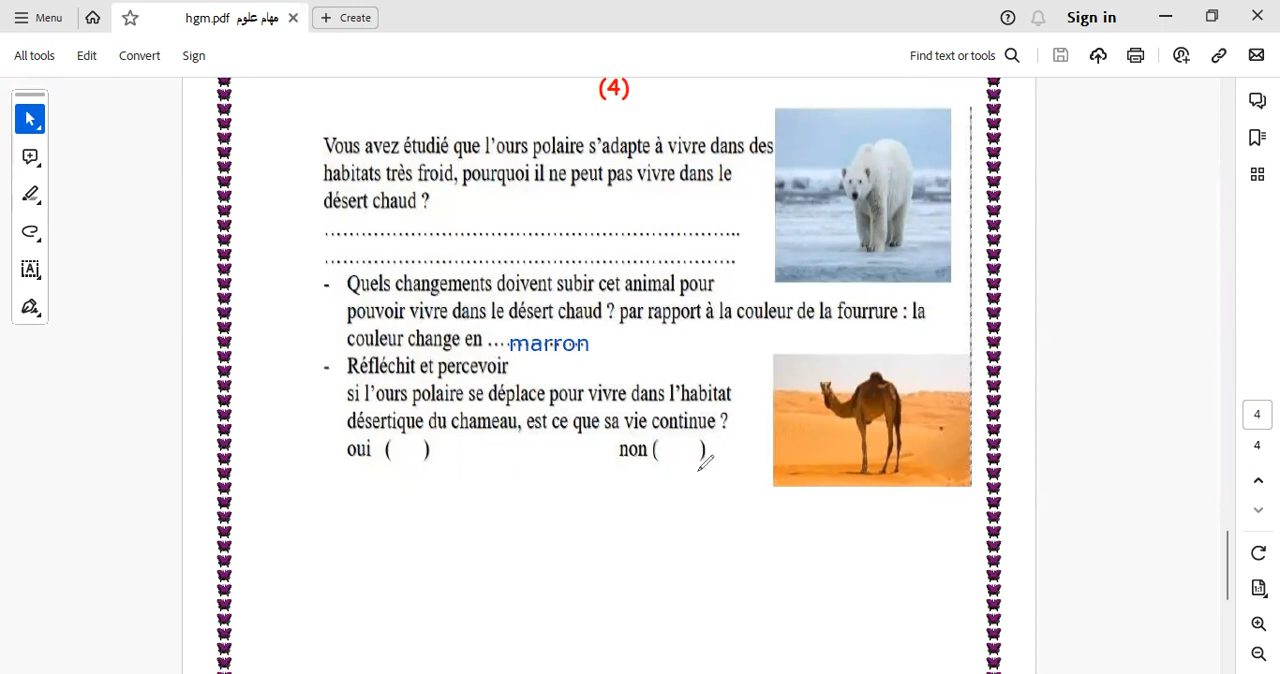 Menu
hgm.pdf مهام علوم
Create
Sign in
All tools
Edit
Convert
Sign
Find text or tools
(4)
Vous avez étudié que l'ours polaire s'adapte à vivre dans des
habitats très froid, pourquoi il ne peut pas vivre dans le
désert chaud ?
……………………………………………………………..
……………………………………………………………..
- Quels changements doivent subir cet animal pour
pouvoir vivre dans le désert chaud ? par rapport à la couleur de la fourrure : la
couleur change en …marron
- Réfléchit et percevoir
si l'ours polaire se déplace pour vivre dans l'habitat
désertique du chameau, est ce que sa vie continue ?
oui ( ) non ( )
4
4